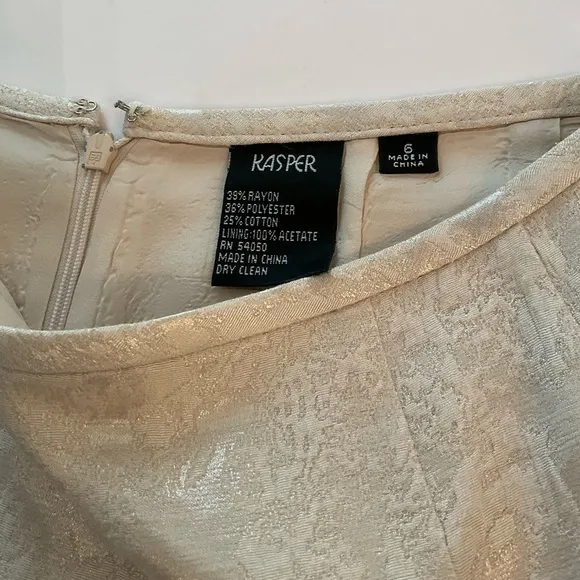 KASPER
39% RAYON
36% POLYESTER
25% COTTON
LINING:100% ACETATE
RN 54050
MADE IN CHINA
DRY CLEAN
6
MADE IN
CHINA